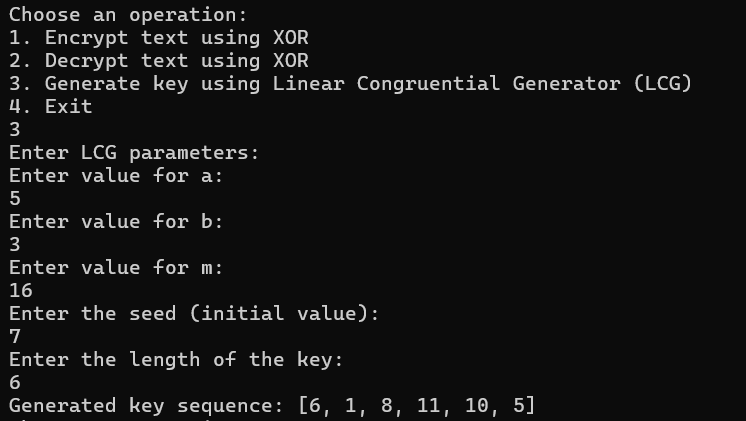 Choose an operation:
1. Encrypt text using XOR
2. Decrypt text using XOR
3. Generate key using Linear Congruential Generator (LCG)
4. Exit
3
Enter LCG parameters:
Enter value for a:
5
Enter value for b:
3
Enter value for m:
16
Enter the seed (initial value):
7
Enter the length of the key:
6
Generated key sequence: [6, 1, 8, 11, 10, 5]